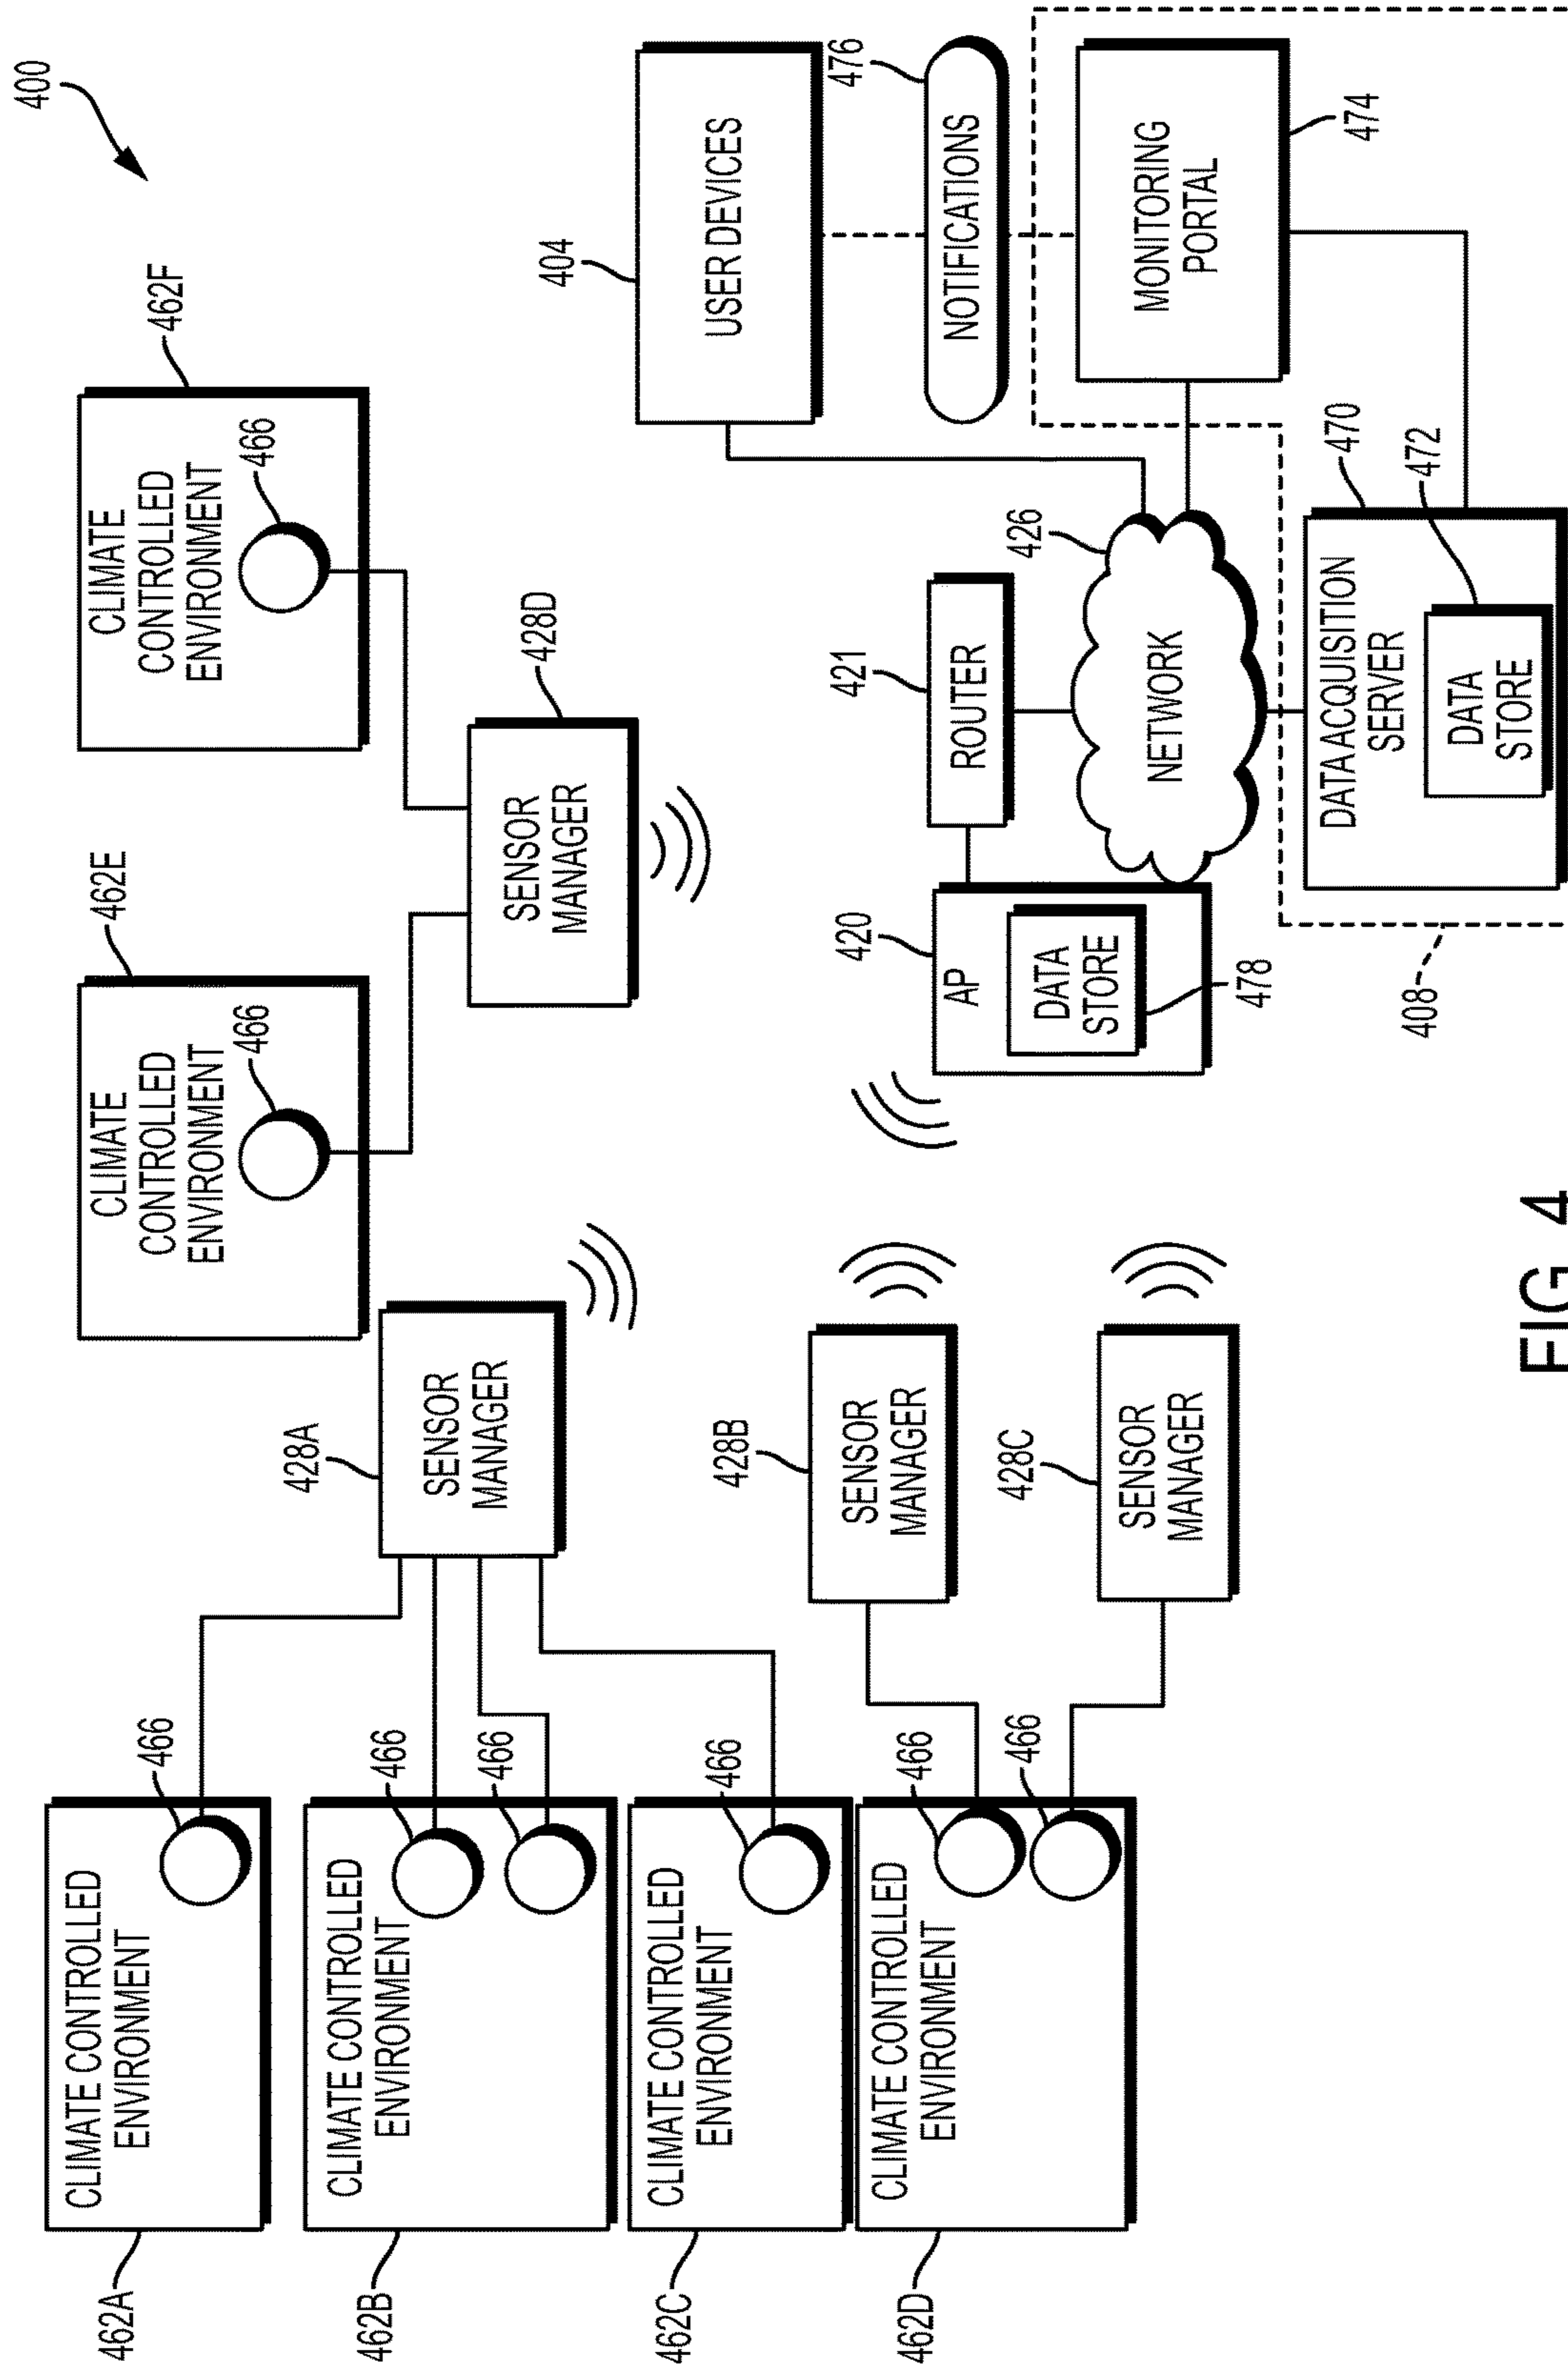 400
462A
CLIMATE CONTROLLED
ENVIRONMENT
466
462B
CLIMATE CONTROLLED
ENVIRONMENT
466
466
462C
CLIMATE CONTROLLED
ENVIRONMENT
466
462D
CLIMATE CONTROLLED
ENVIRONMENT
466
466
428A
SENSOR
MANAGER
428B
SENSOR
MANAGER
428C
SENSOR
MANAGER
462E
CLIMATE
CONTROLLED
ENVIRONMENT
466
462F
CLIMATE
CONTROLLED
ENVIRONMENT
466
428D
SENSOR
MANAGER
404
USER DEVICES
476
NOTIFICATIONS
MONITORING
PORTAL
474
421
ROUTER
426
NETWORK
420
AP
DATA
STORE
478
470
472
DATA ACQUISITION
SERVER
DATA
STORE
408
FIG. 4